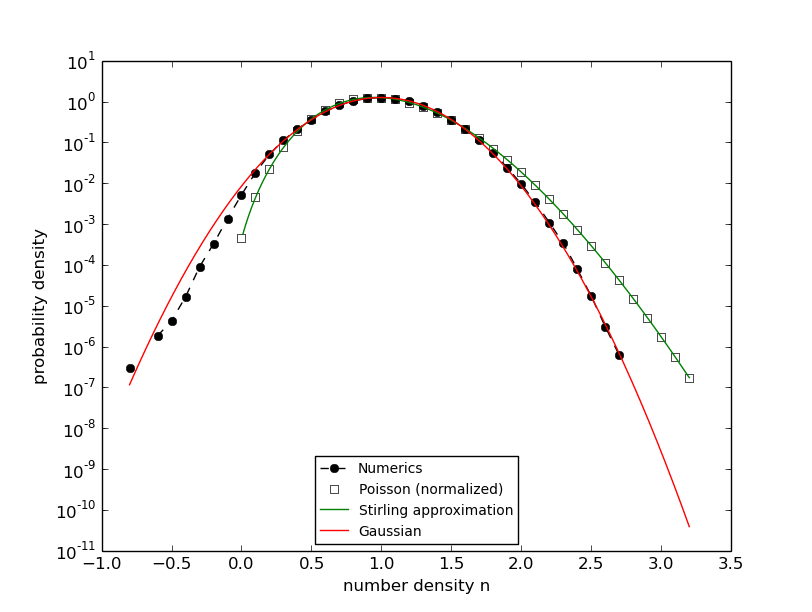 10^1
10^0
10^-1
10^-2
10^-3
10^-4
10^-5
10^-6
10^-7
10^-8
10^-9
10^-10
10^-11
probability density
Numerics
Poisson (normalized)
Stirling approximation
Gaussian
−1.0 −0.5 0.0 0.5 1.0 1.5 2.0 2.5 3.0 3.5
number density n